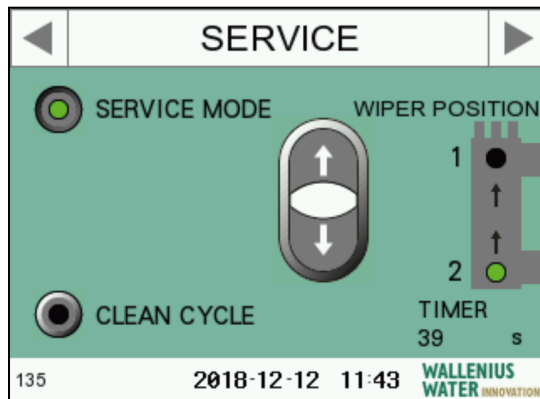 SERVICE
SERVICE MODE
WIPER POSITION
1
2
CLEAN CYCLE
TIMER
39 s
135
2018-12-12 11:43
WALLENIUS
WATER INNOVATION